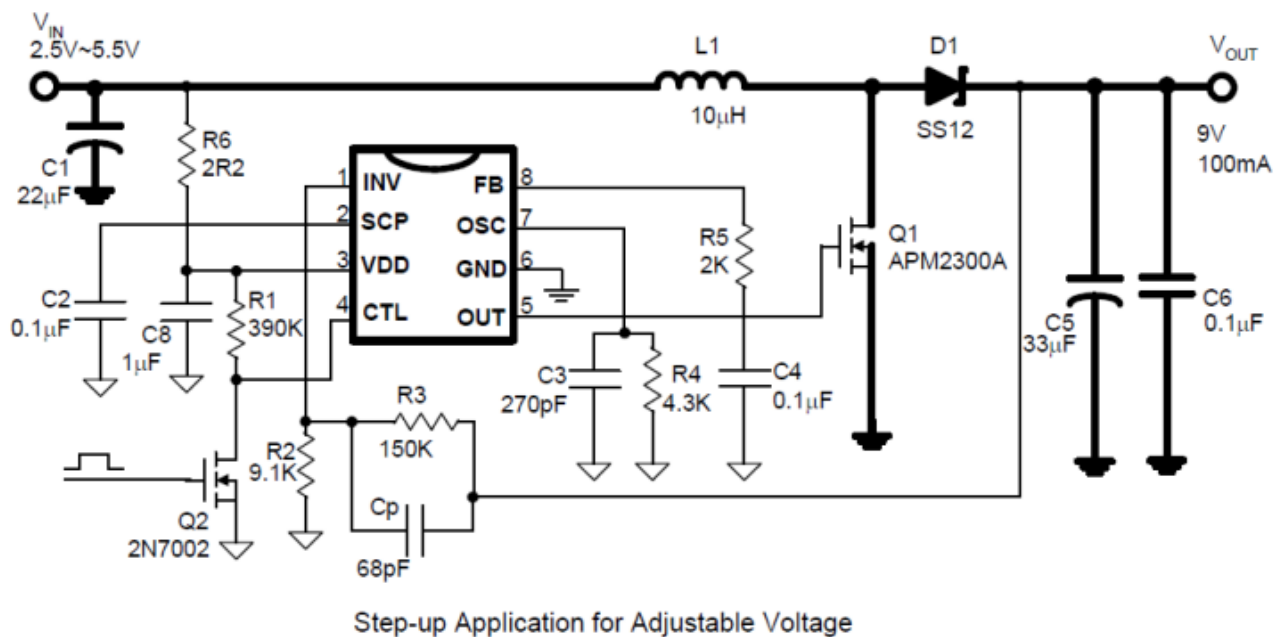 VIN
2.5V~5.5V
L1
10μH
D1
SS12
VOUT
9V
100mA
C1
22μF
R6
2R2
1
INV
2
SCP
3
VDD
4
CTL
FB
8
OSC
7
GND
6
OUT
5
R5
2K
Q1
APM2300A
C2
0.1μF
C8
1μF
R1
390K
C3
270pF
R4
4.3K
C4
0.1μF
C5
33μF
C6
0.1μF
R3
150K
R2
9.1K
Cp
68pF
Q2
2N7002
Step-up Application for Adjustable Voltage